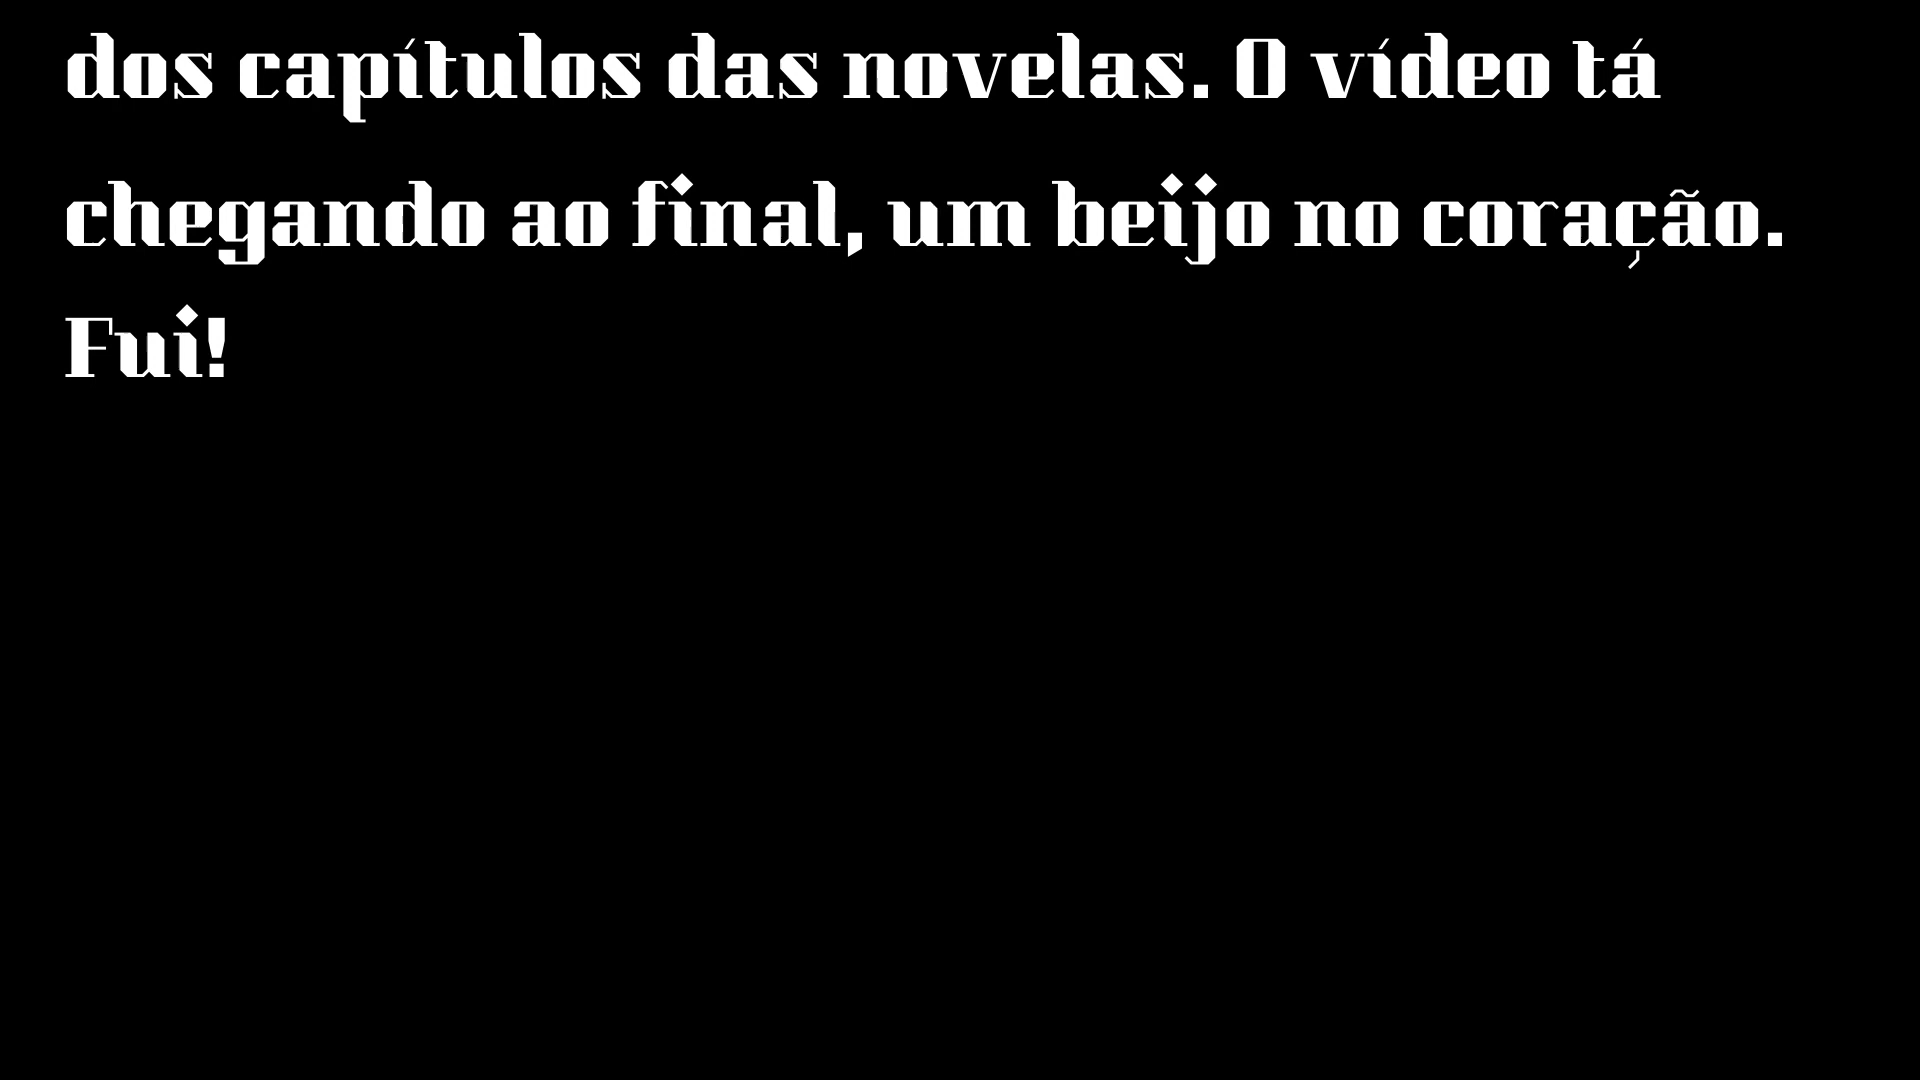 dos capítulos das novelas. O vídeo tá
chegando ao final, um beijo no coração.
Fui!